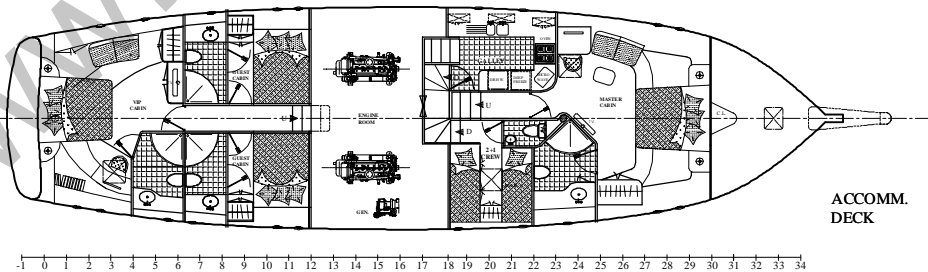 WWW
VIP
CABIN
GUEST
CABIN
GUEST
CABIN
U
ENGINE
ROOM
GEN.
GALLEY
U
D
2+1
CREW
MASTER
CABIN
C.L.
ACCOMM.
DECK
-1 0 1 2 3 4 5 6 7 8 9 10 11 12 13 14 15 16 17 18 19 20 21 22 23 24 25 26 27 28 29 30 31 32 33 34